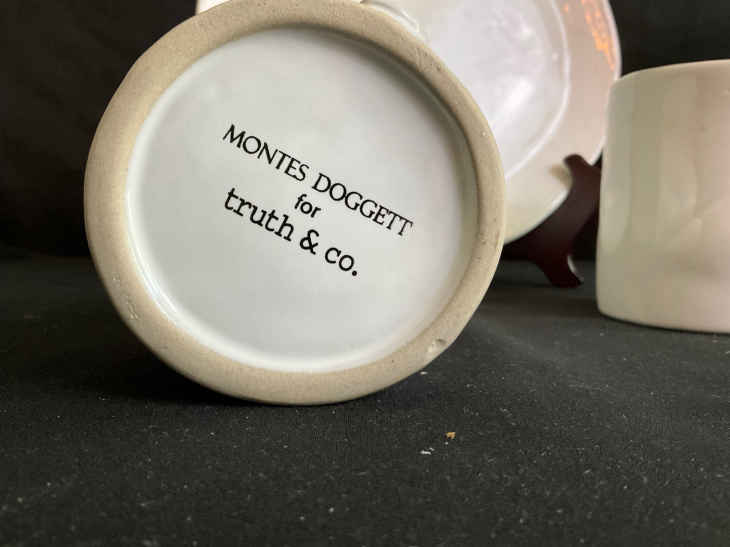 MONTES DOGGETT
for
truth & co.